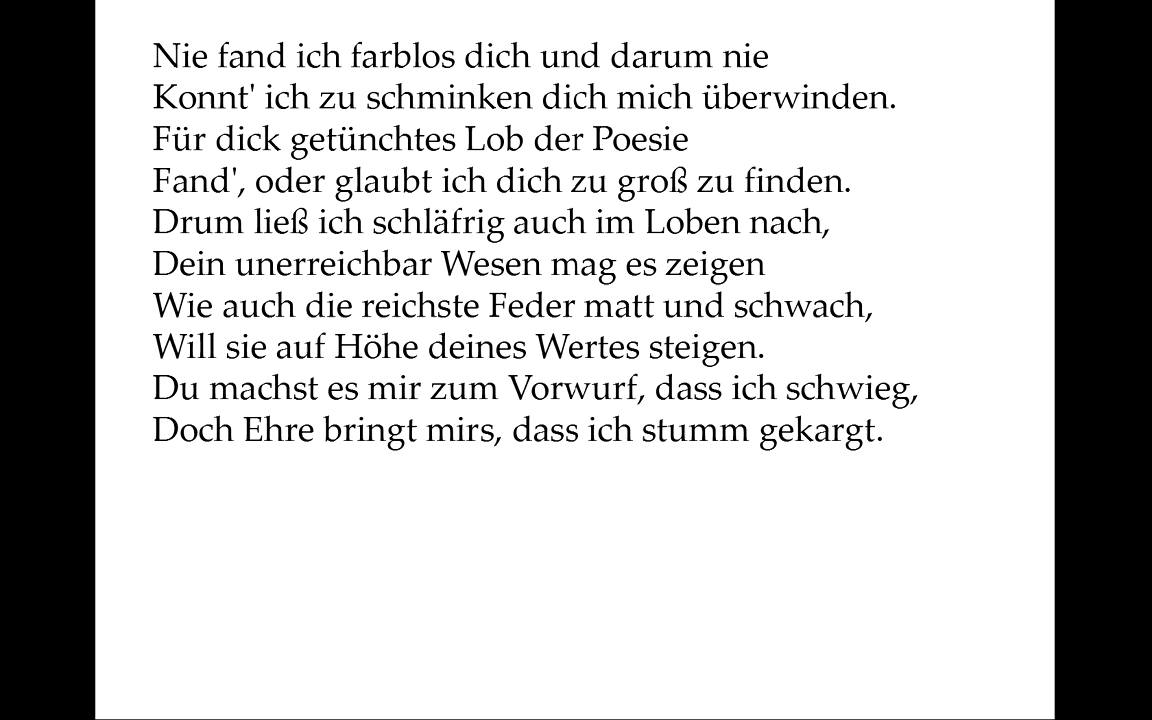 Nie fand ich farblos dich und darum nie
Konnt' ich zu schminken dich mich überwinden.
Für dick getünchtes Lob der Poesie
Fand', oder glaubt ich dich zu groß zu finden.
Drum ließ ich schläfrig auch im Loben nach,
Dein unerreichbar Wesen mag es zeigen
Wie auch die reichste Feder matt und schwach,
Will sie auf Höhe deines Wertes steigen.
Du machst es mir zum Vorwurf, dass ich schwieg,
Doch Ehre bringt mirs, dass ich stumm gekargt.